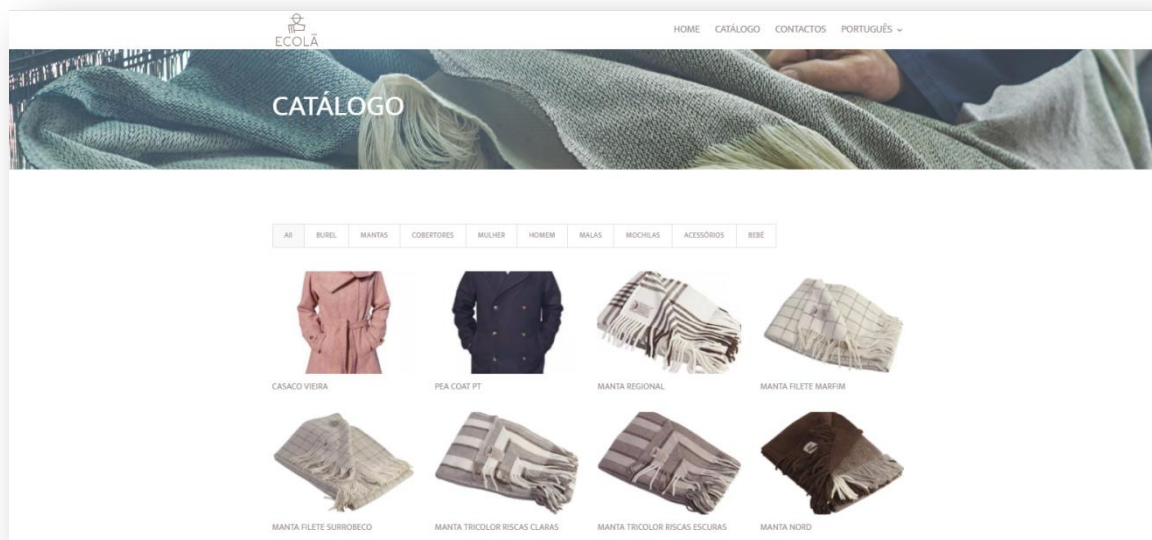 ECOLÃ
HOME CATÁLOGO CONTACTOS PORTUGUÊS
CATÁLOGO
All BUREL MANTAS COBERTORES MULHER HOMEM MALAS MOCHILAS ACESSÓRIOS BEBÉ
CASACO VIEIRA PEA COAT PT MANTA REGIONAL MANTA FILETE MARFIM
MANTA FILETE SURROBECO MANTA TRICOLOR RISCAS CLARAS MANTA TRICOLOR RISCAS ESCURAS MANTA NORD